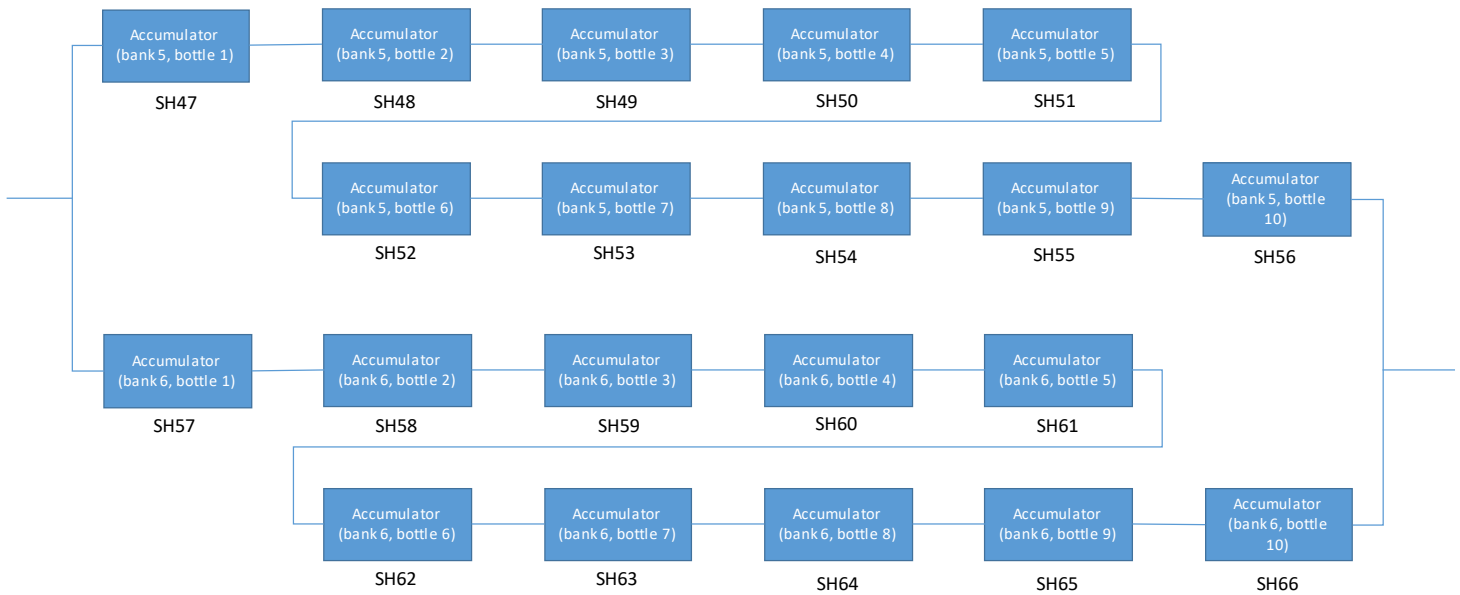 Accumulator
(bank 5, bottle 1)
Accumulator
(bank 5, bottle 2)
Accumulator
(bank 5, bottle 3)
Accumulator
(bank 5, bottle 4)
Accumulator
(bank 5, bottle 5)
SH47
SH48
SH49
SH50
SH51
Accumulator
(bank 5, bottle 6)
Accumulator
(bank 5, bottle 7)
Accumulator
(bank 5, bottle 8)
Accumulator
(bank 5, bottle 9)
Accumulator
(bank 5, bottle
10)
SH52
SH53
SH54
SH55
SH56
Accumulator
(bank 6, bottle 1)
Accumulator
(bank 6, bottle 2)
Accumulator
(bank 6, bottle 3)
Accumulator
(bank 6, bottle 4)
Accumulator
(bank 6, bottle 5)
SH57
SH58
SH59
SH60
SH61
Accumulator
(bank 6, bottle 6)
Accumulator
(bank 6, bottle 7)
Accumulator
(bank 6, bottle 8)
Accumulator
(bank 6, bottle 9)
Accumulator
(bank 6, bottle
10)
SH62
SH63
SH64
SH65
SH66